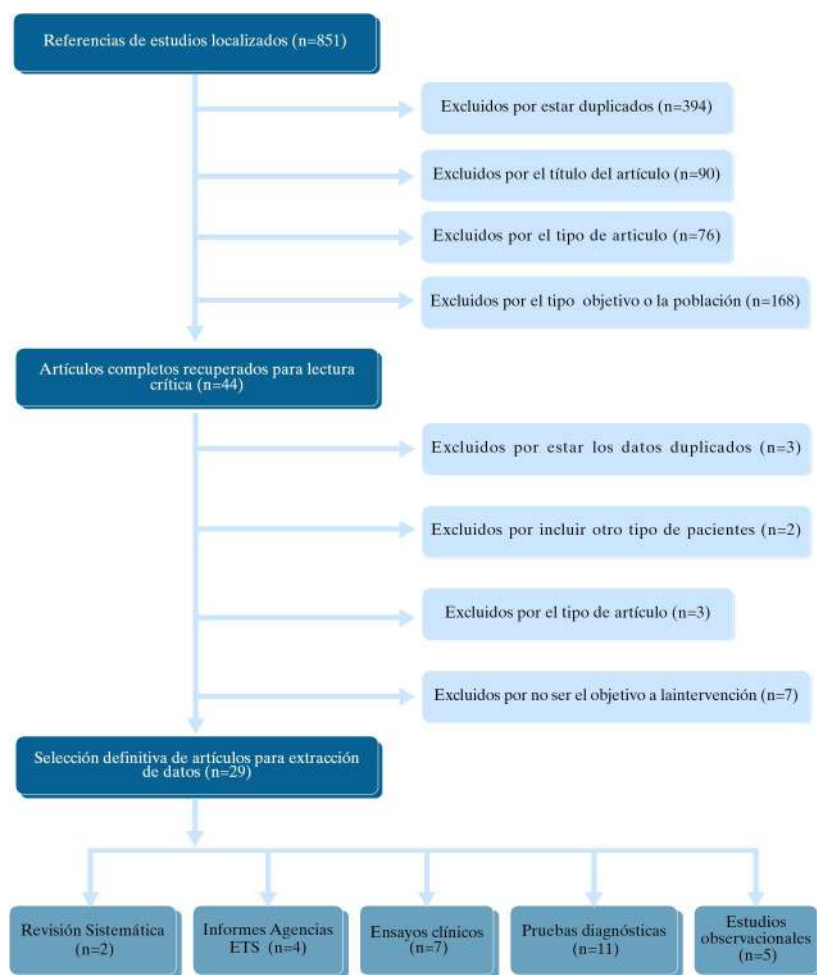 Referencias de estudios localizados (n=851)
Excluidos por estar duplicados (n=394)
Excluidos por el título del artículo (n=90)
Excluidos por el tipo de articulo (n=76)
Excluidos por el tipo objetivo o la población (n=168)
Artículos completos recuperados para lectura
crítica (n=44)
Excluidos por estar los datos duplicados (n=3)
Excluidos por incluir otro tipo de pacientes (n=2)
Excluidos por el tipo de artículo (n=3)
Excluidos por no ser el objetivo a laintervención (n=7)
Selección definitiva de artículos para extracción
de datos (n=29)
Revisión Sistemática
(n=2)
Informes Agencias
ETS (n=4)
Ensayos clínicos
(n=7)
Pruebas diagnósticas
(n=11)
Estudios
observacionales
(n=5)